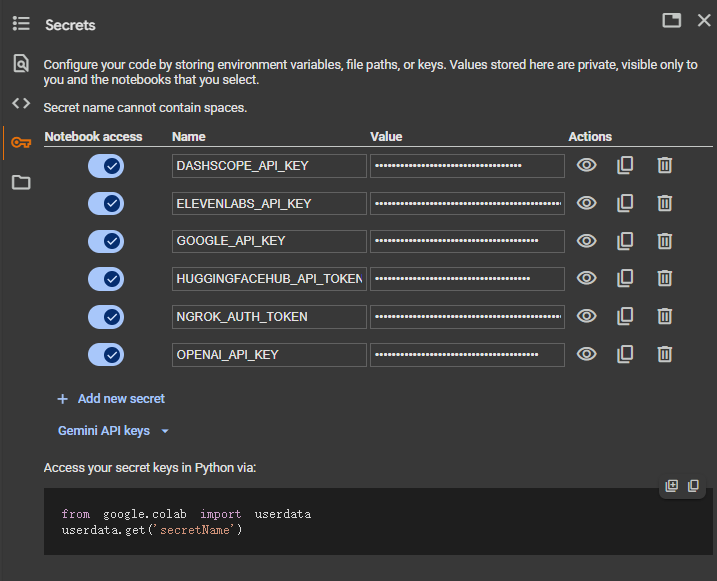 Secrets
Configure your code by storing environment variables, file paths, or keys. Values stored here are private, visible only to
you and the notebooks that you select.
Secret name cannot contain spaces.
Notebook access Name Value Actions
DASHSCOPE_API_KEY
ELEVENLABS_API_KEY
GOOGLE_API_KEY
HUGGINGFACEHUB_API_TOKEN
NGROK_AUTH_TOKEN
OPENAI_API_KEY
+ Add new secret
Gemini API keys
Access your secret keys in Python via:
from google.colab import userdata
userdata.get('secretName')